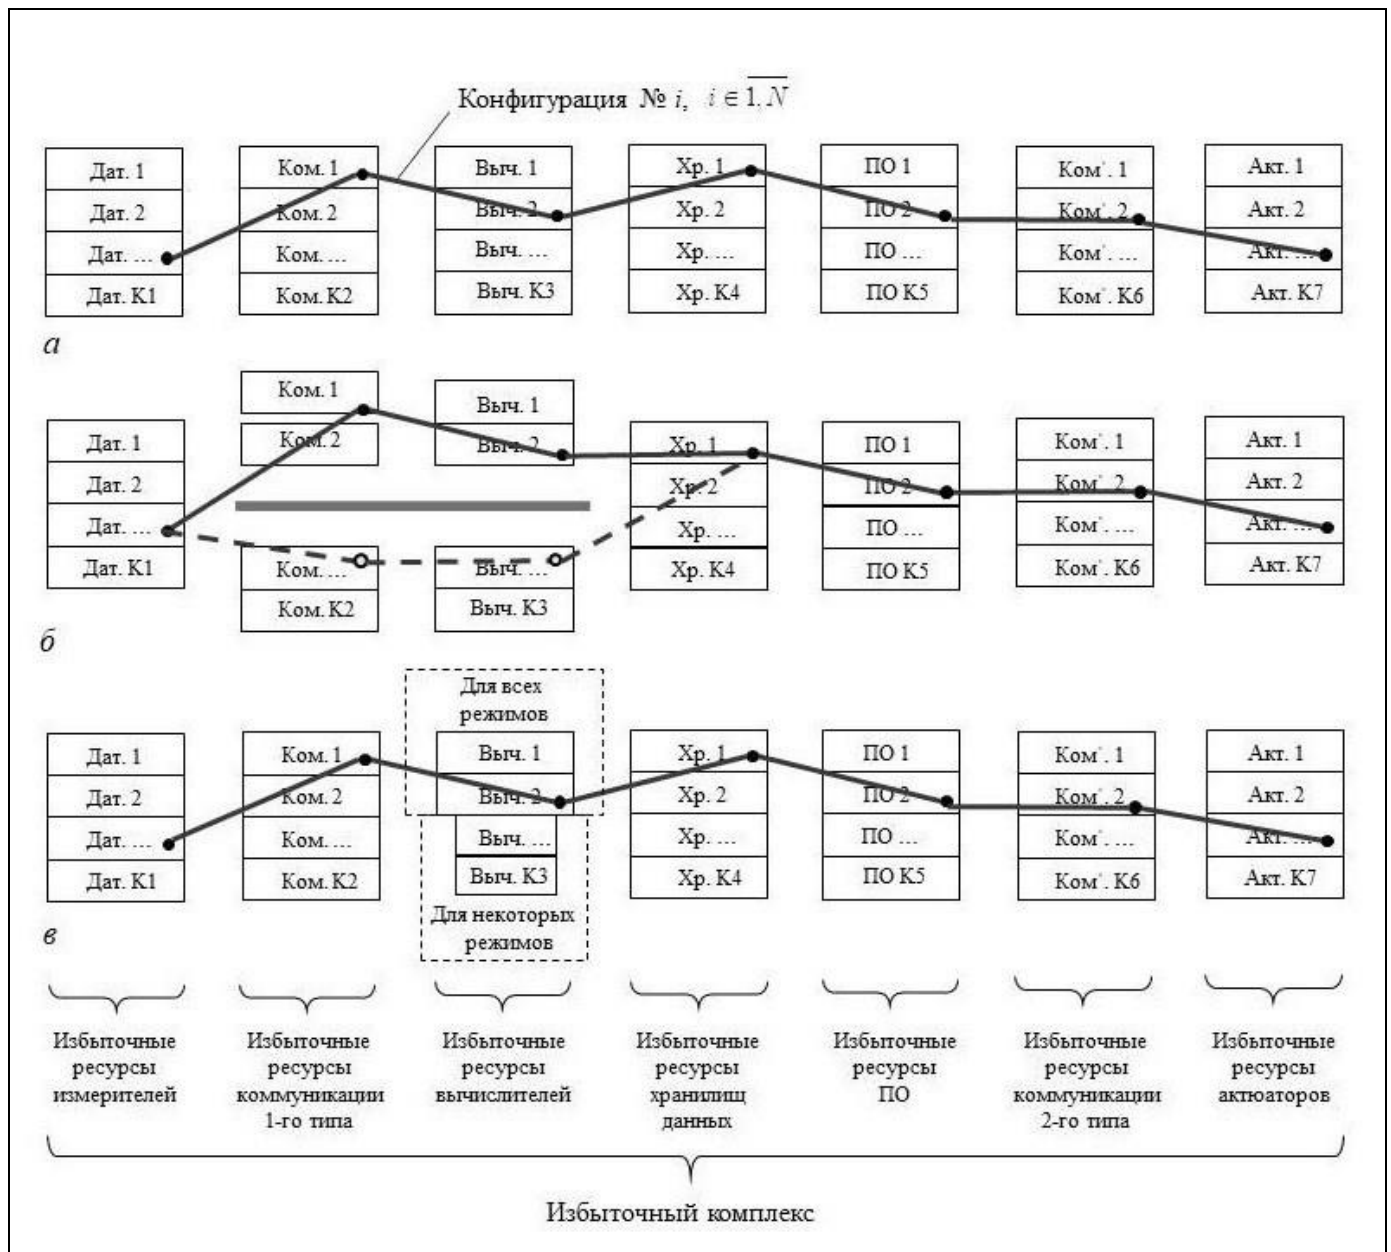 Конфигурация № i, i ∈ 1, N
Дат. 1
Дат. 2
Дат. ...
Дат. K1
Ком. 1
Ком. 2
Ком. ...
Ком. K2
Выч. 1
Выч. 2
Выч. ...
Выч. K3
Хр. 1
Хр. 2
Хр. ...
Хр. K4
ПО 1
ПО 2
ПО ...
ПО K5
Ком'. 1
Ком'. 2
Ком'. ...
Ком'. K6
Акт. 1
Акт. 2
Акт. ...
Акт. K7
а
Дат. 1
Дат. 2
Дат. ...
Дат. K1
Ком. 1
Ком. 2
Ком. ...
Ком. K2
Выч. 1
Выч. 2
Выч. ...
Выч. K3
Хр. 1
Хр. 2
Хр. ...
Хр. K4
ПО 1
ПО 2
ПО ...
ПО K5
Ком'. 1
Ком'. 2
Ком'. ...
Ком'. K6
Акт. 1
Акт. 2
Акт. ...
Акт. K7
б
Дат. 1
Дат. 2
Дат. ...
Дат. K1
Ком. 1
Ком. 2
Ком. ...
Ком. K2
Для всех
режимов
Выч. 1
Выч. 2
Выч. ...
Выч. K3
Для некоторых
режимов
Хр. 1
Хр. 2
Хр. ...
Хр. K4
ПО 1
ПО 2
ПО ...
ПО K5
Ком'. 1
Ком'. 2
Ком'. ...
Ком'. K6
Акт. 1
Акт. 2
Акт. ...
Акт. K7
в
Избыточные
ресурсы
измерителей
Избыточные
ресурсы
коммуникации
1-го типа
Избыточные
ресурсы
вычислителей
Избыточные
ресурсы
хранилищ
данных
Избыточные
ресурсы
ПО
Избыточные
ресурсы
коммуникации
2-го типа
Избыточные
ресурсы
актюаторов
Избыточный комплекс